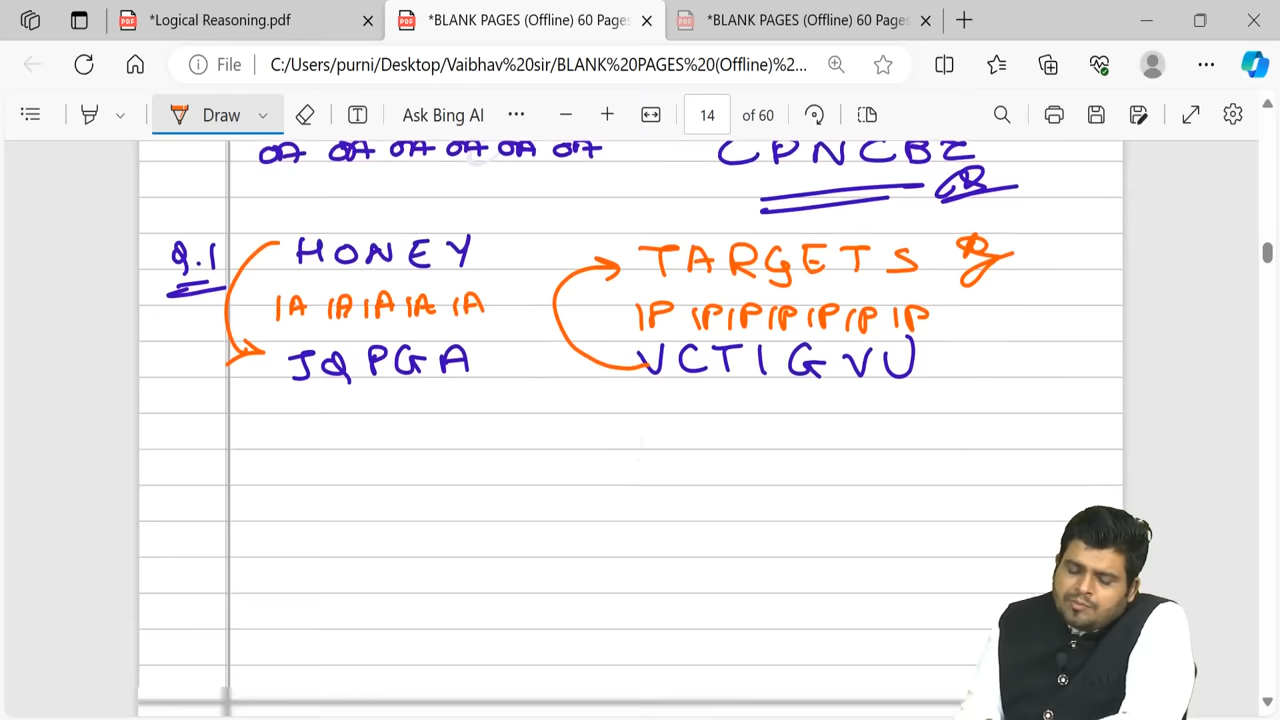 *Logical Reasoning.pdf
*BLANK PAGES (Offline) 60 Pages
*BLANK PAGES (Offline) 60 Page
File
C:/Users/purni/Desktop/Vaibhav%20sir/BLANK%20PAGES%20(Offline)%2...
Draw
Ask Bing AI
14
of 60
OA OA OA OA OA OA
CPNCBZ
Q.1
HONEY
TARGETS
1A 1A 1A 1A 1A
1P 1P 1P 1P 1P 1P 1P
JQPGA
VCTIGVU